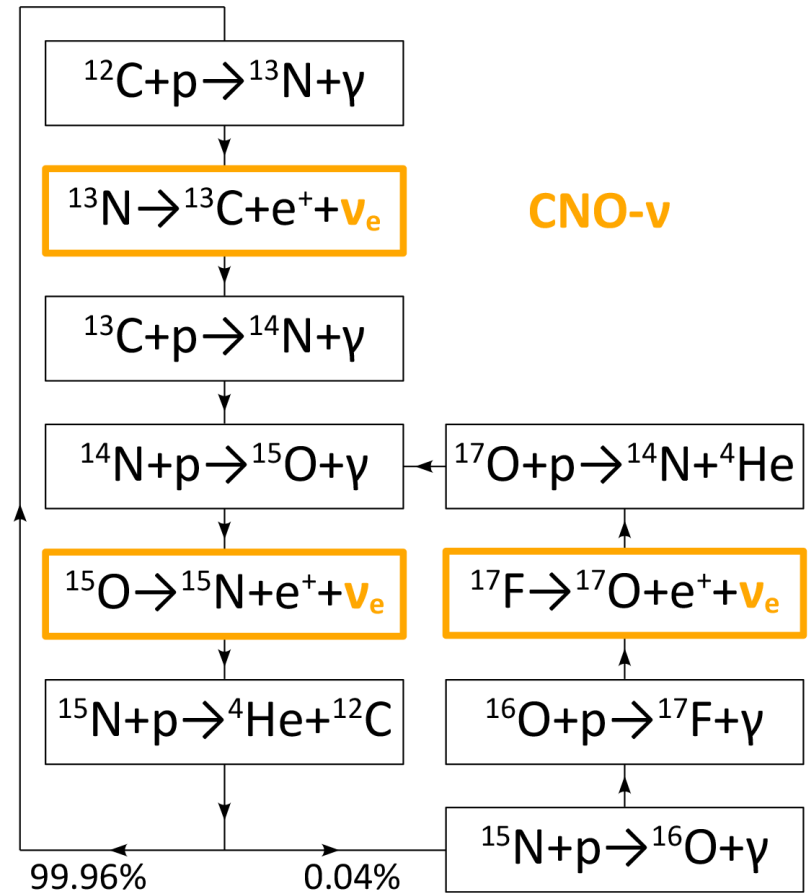 ¹²C+p→¹³N+γ
¹³N→¹³C+e⁺+νₑ
CNO-ν
¹³C+p→¹⁴N+γ
¹⁴N+p→¹⁵O+γ
¹⁷O+p→¹⁴N+⁴He
¹⁵O→¹⁵N+e⁺+νₑ
¹⁷F→¹⁷O+e⁺+νₑ
¹⁵N+p→⁴He+¹²C
¹⁶O+p→¹⁷F+γ
¹⁵N+p→¹⁶O+γ
99.96%
0.04%